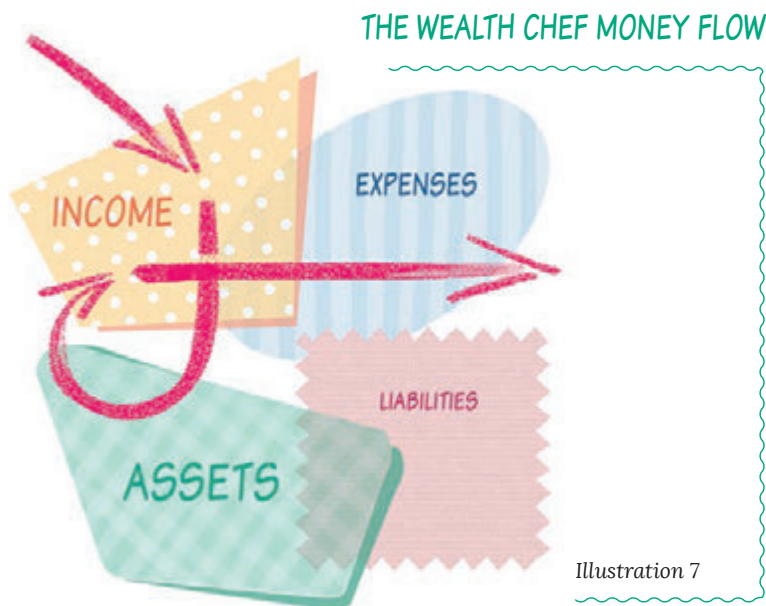 THE WEALTH CHEF MONEY FLOW
INCOME
EXPENSES
LIABILITIES
ASSETS
Illustration 7